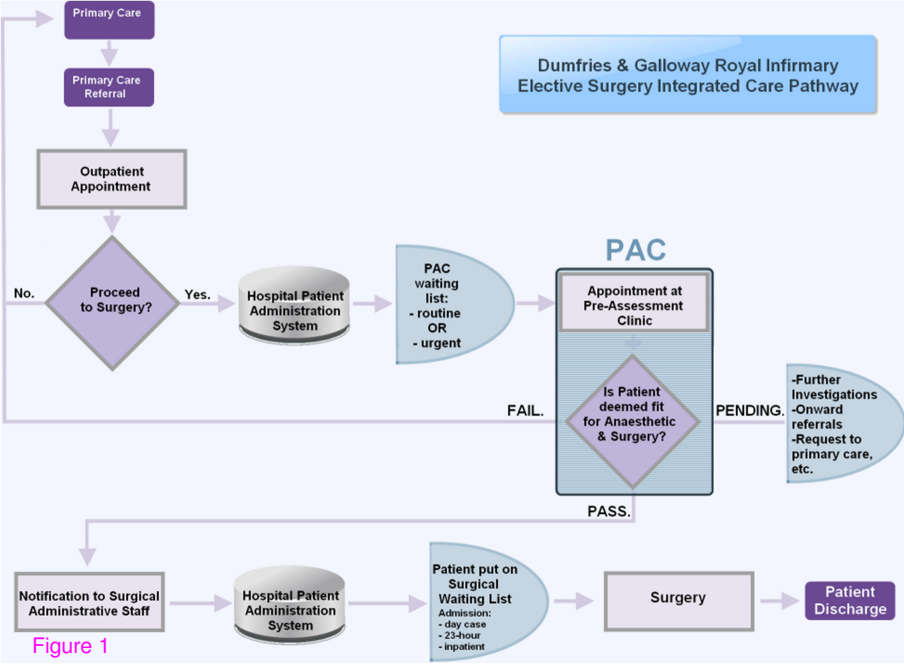 Primary Care
Dumfries & Galloway Royal Infirmary
Elective Surgery Integrated Care Pathway
Primary Care
Referral
Outpatient
Appointment
Proceed
to Surgery?
No.
Yes.
Hospital Patient
Administration
System
PAC
waiting
list:
- routine
OR
- urgent
PAC
Appointment at
Pre-Assessment
Clinic
Is Patient
deemed fit
for Anaesthetic
& Surgery?
FAIL.
PENDING.
-Further
Investigations
-Onward
referrals
-Request to
primary care,
etc.
PASS.
Notification to Surgical
Administrative Staff
Hospital Patient
Administration
System
Patient put on
Surgical
Waiting List
Admission:
- day case
- 23-hour
- inpatient
Surgery
Patient
Discharge
Figure 1